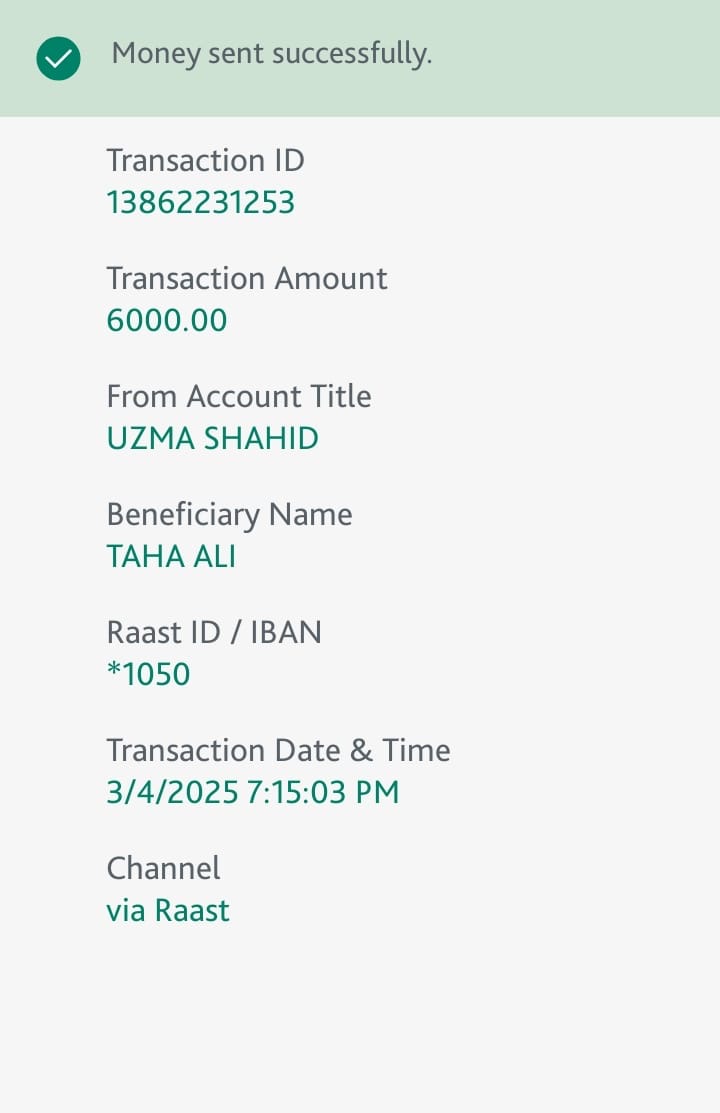 Money sent successfully.
Transaction ID
13862231253
Transaction Amount
6000.00
From Account Title
UZMA SHAHID
Beneficiary Name
TAHA ALI
Raast ID / IBAN
*1050
Transaction Date & Time
3/4/2025 7:15:03 PM
Channel
via Raast